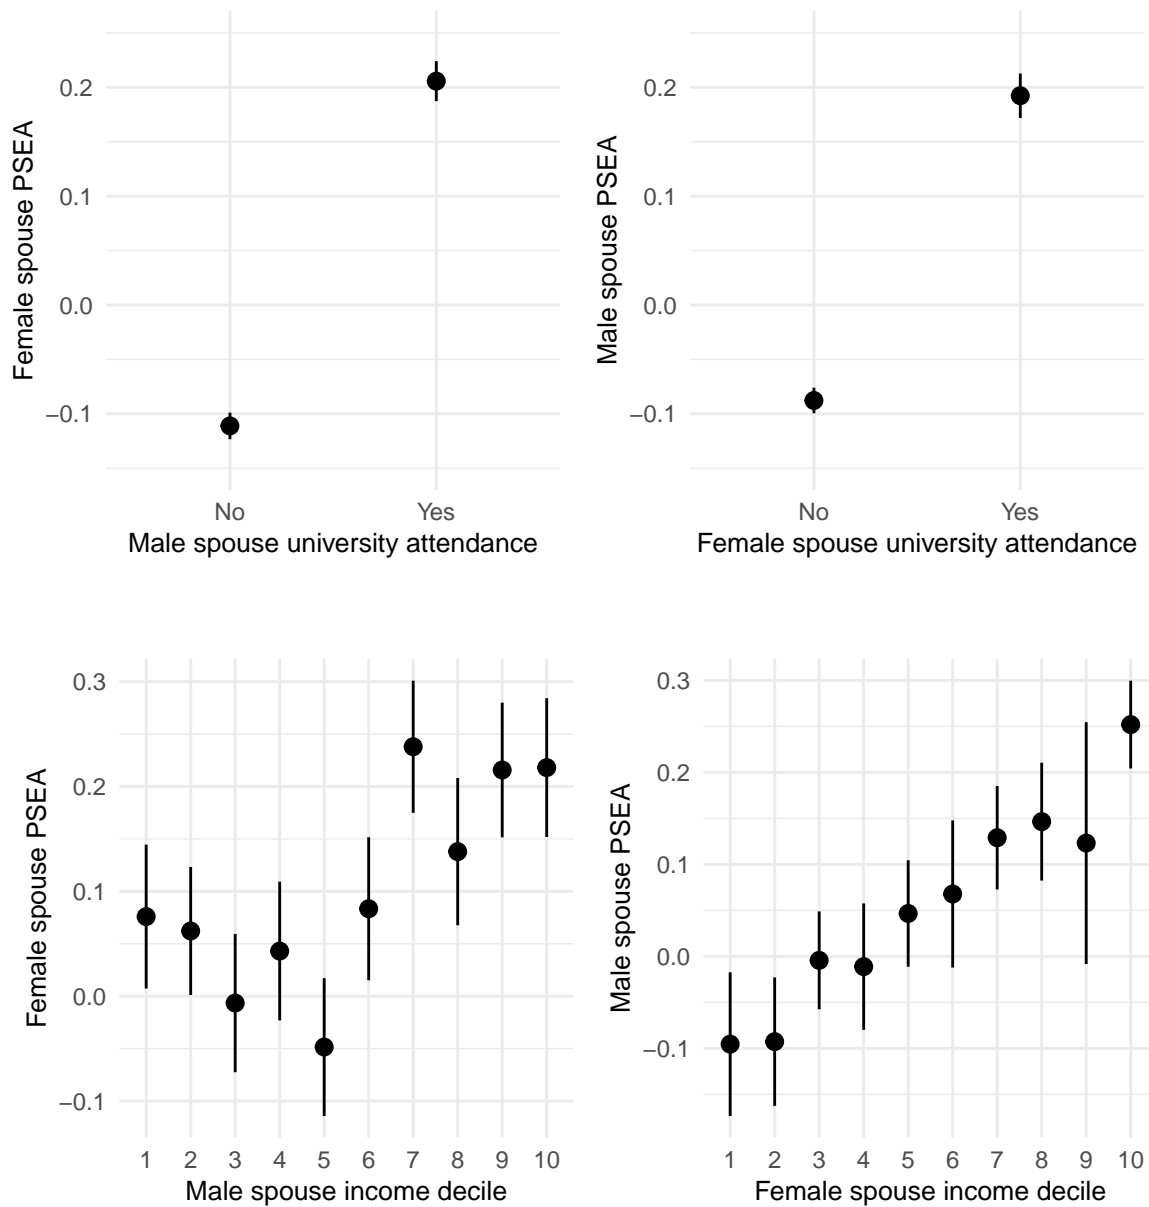 Female spouse PSEA
0.2
0.1
0.0
−0.1
No Yes
Male spouse university attendance
Male spouse PSEA
0.2
0.1
0.0
−0.1
No Yes
Female spouse university attendance
Female spouse PSEA
0.3
0.2
0.1
0.0
−0.1
1 2 3 4 5 6 7 8 9 10
Male spouse income decile
Male spouse PSEA
0.3
0.2
0.1
0.0
−0.1
1 2 3 4 5 6 7 8 9 10
Female spouse income decile